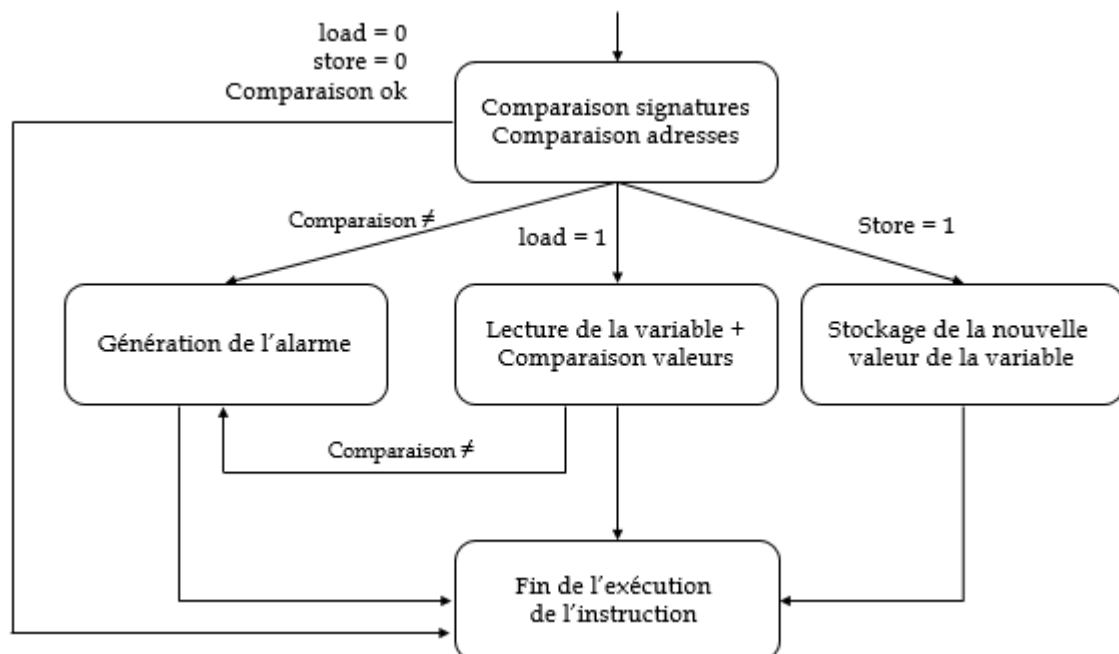 load = 0
store = 0
Comparaison ok
Comparaison signatures
Comparaison adresses
Comparaison ≠
load = 1
Store = 1
Génération de l’alarme
Lecture de la variable +
Comparaison valeurs
Stockage de la nouvelle
valeur de la variable
Comparaison ≠
Fin de l’exécution
de l’instruction